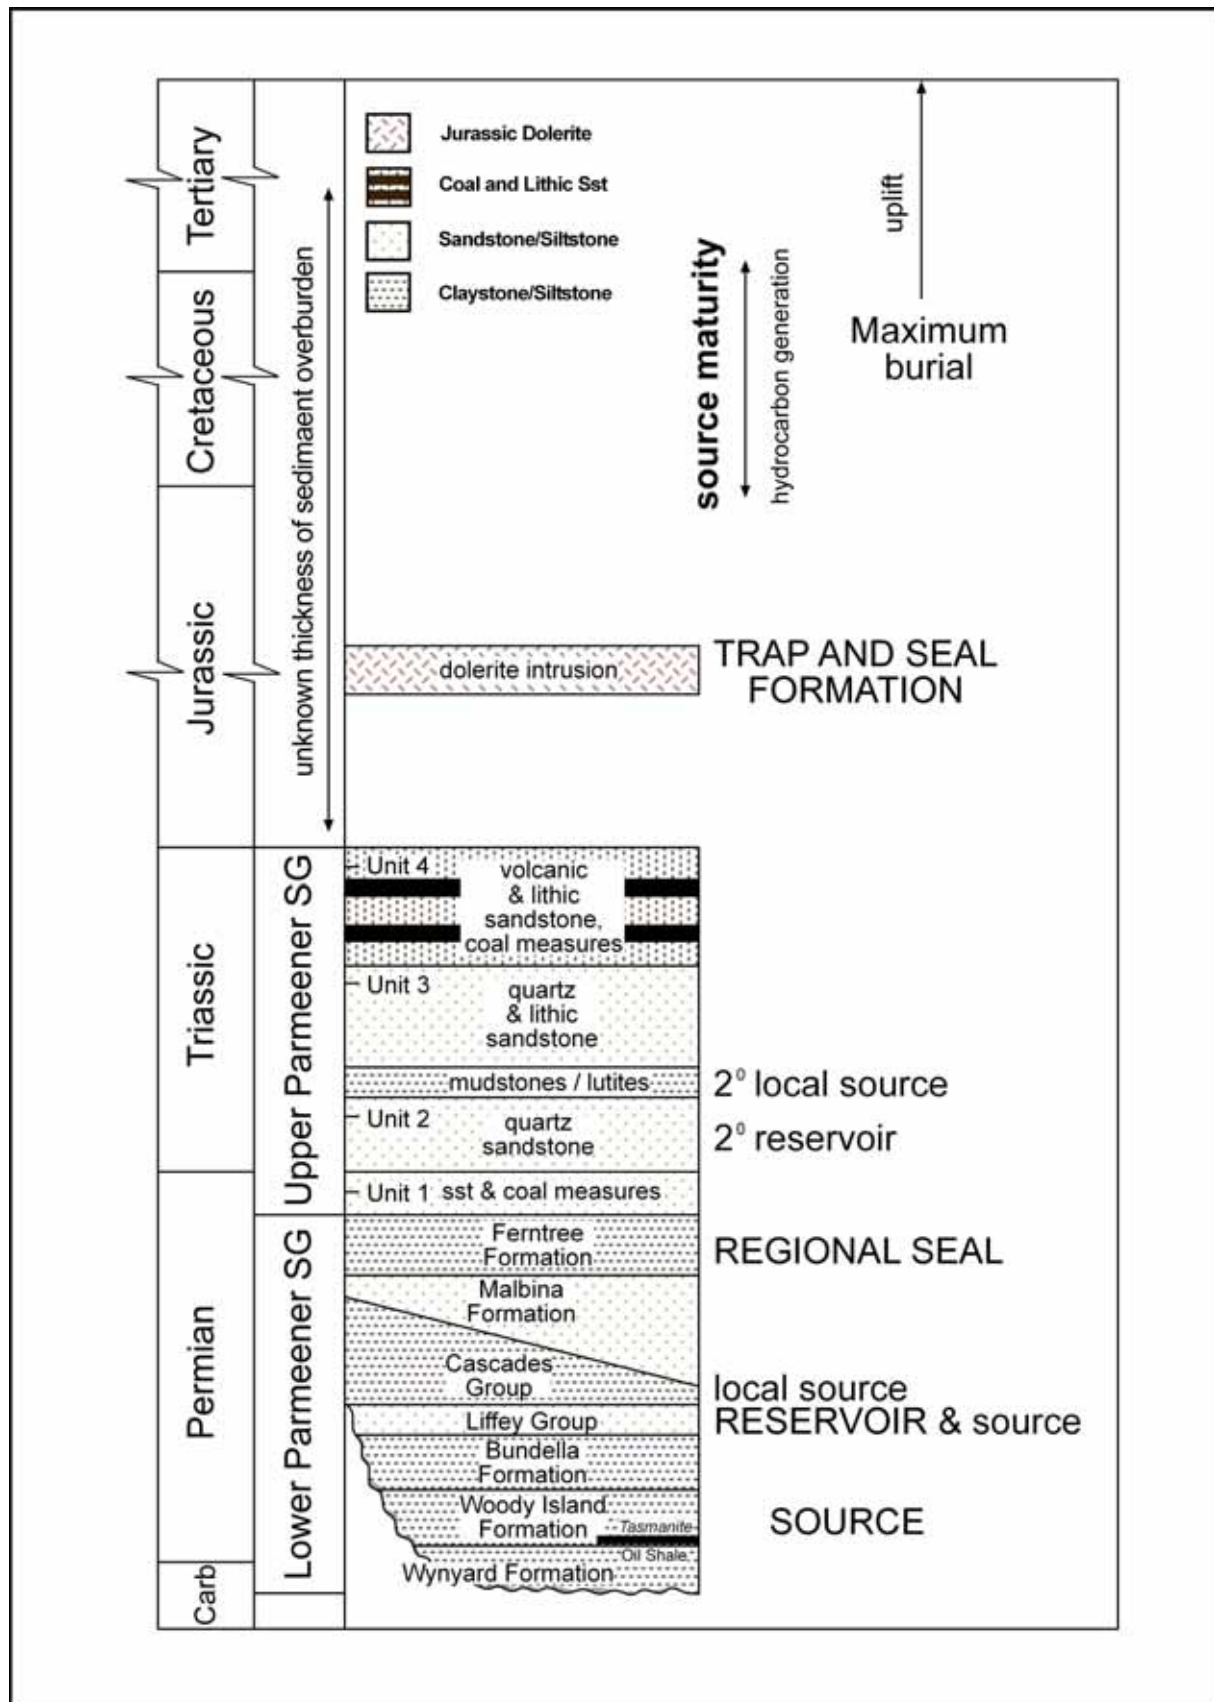 Tertiary
Cretaceous
Jurassic
Triassic
Permian
Carb
unknown thickness of sedimaent overburden
Upper Parmeener SG
Lower Parmeener SG
Jurassic Dolerite
Coal and Lithic Sst
Sandstone/Siltstone
Claystone/Siltstone
source maturity
hydrocarbon generation
uplift
Maximum
burial
dolerite intrusion
TRAP AND SEAL
FORMATION
Unit 4
volcanic
& lithic
sandstone,
coal measures
Unit 3
quartz
& lithic
sandstone
mudstones / lutites
2° local source
Unit 2
quartz
sandstone
2° reservoir
Unit 1
sst & coal measures
Ferntree
Formation
REGIONAL SEAL
Malbina
Formation
Cascades
Group
local source
Liffey Group
RESERVOIR & source
Bundella
Formation
Woody Island
Formation
Tasmanite
Oil Shale
SOURCE
Wynyard Formation